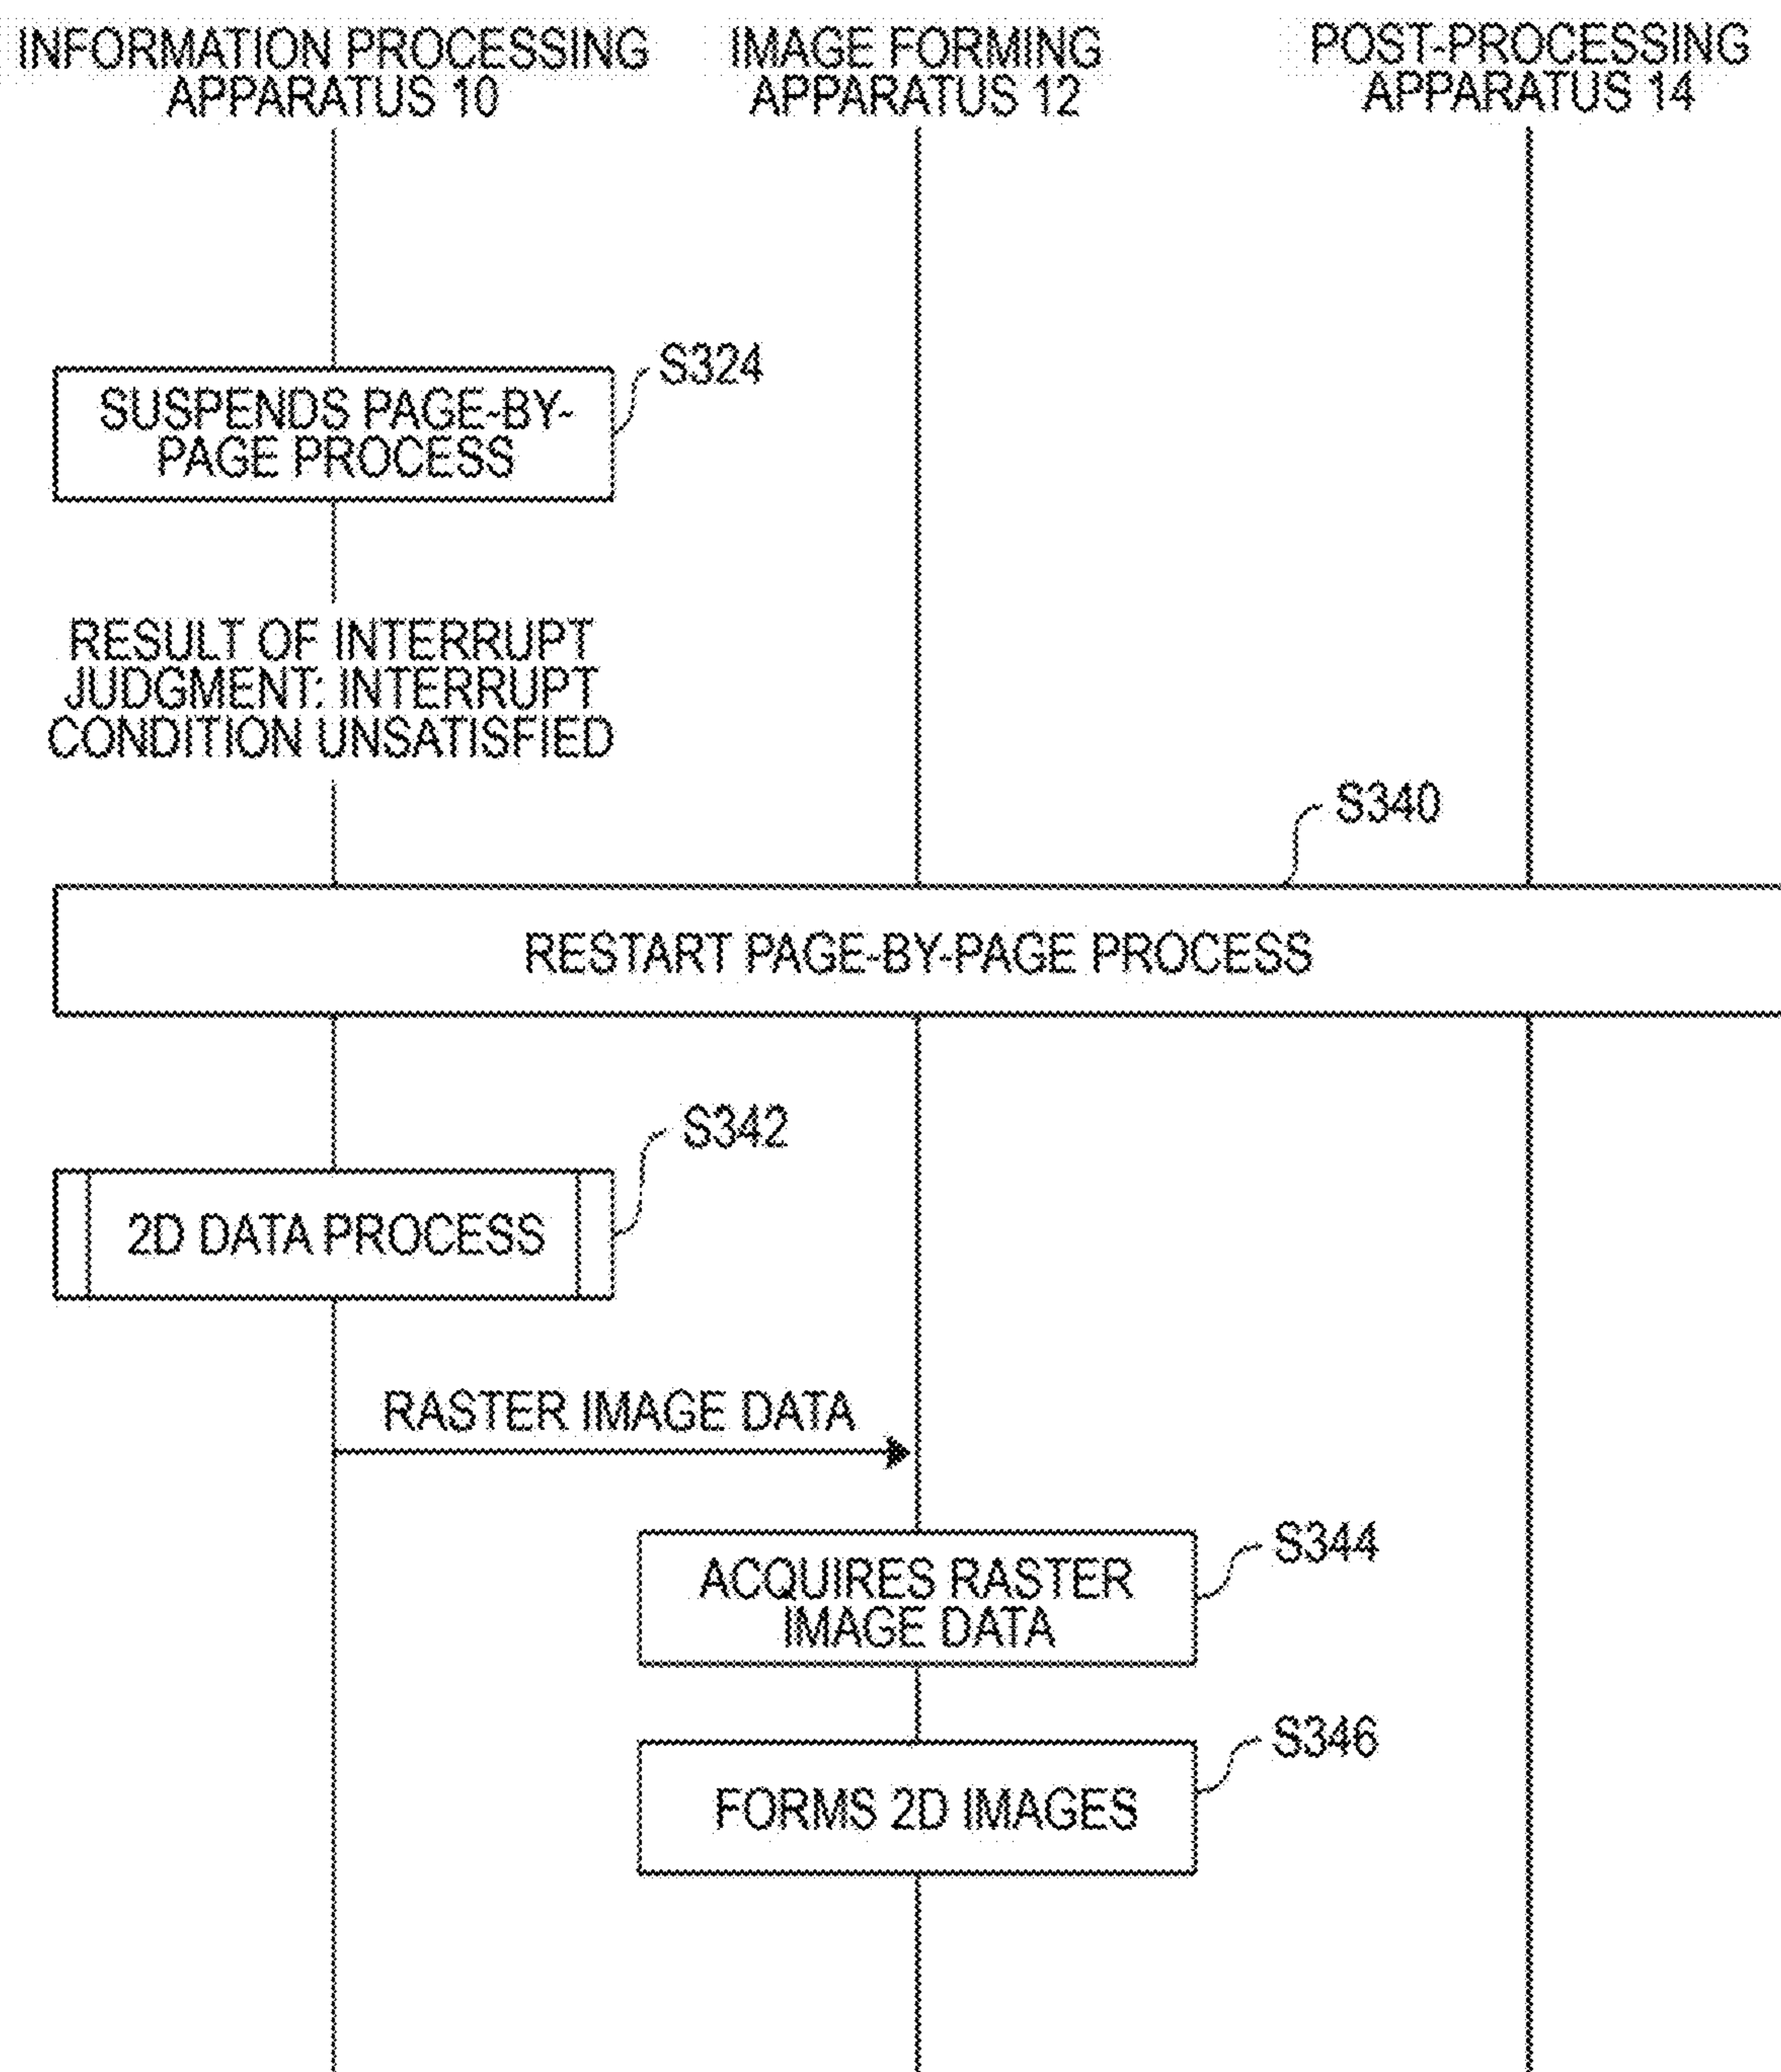 INFORMATION PROCESSING
APPARATUS 10
IMAGE FORMING
APPARATUS 12
POST-PROCESSING
APPARATUS 14
S324
SUSPENDS PAGE-BY-
PAGE PROCESS
RESULT OF INTERRUPT
JUDGMENT: INTERRUPT
CONDITION UNSATISFIED
S340
RESTART PAGE-BY-PAGE PROCESS
S342
2D DATA PROCESS
RASTER IMAGE DATA
S344
ACQUIRES RASTER
IMAGE DATA
S346
FORMS 2D IMAGES